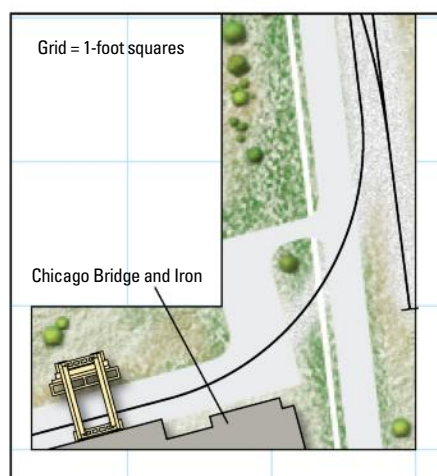 Grid = 1-foot squares
Chicago Bridge and Iron